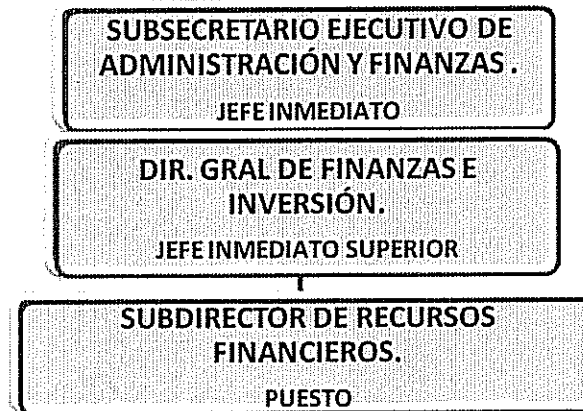 SUBSECRETARIO EJECUTIVO DE
ADMINISTRACIÓN Y FINANZAS .
JEFE INMEDIATO
DIR. GRAL DE FINANZAS E
INVERSIÓN.
JEFE INMEDIATO SUPERIOR
SUBDIRECTOR DE RECURSOS
FINANCIEROS.
PUESTO